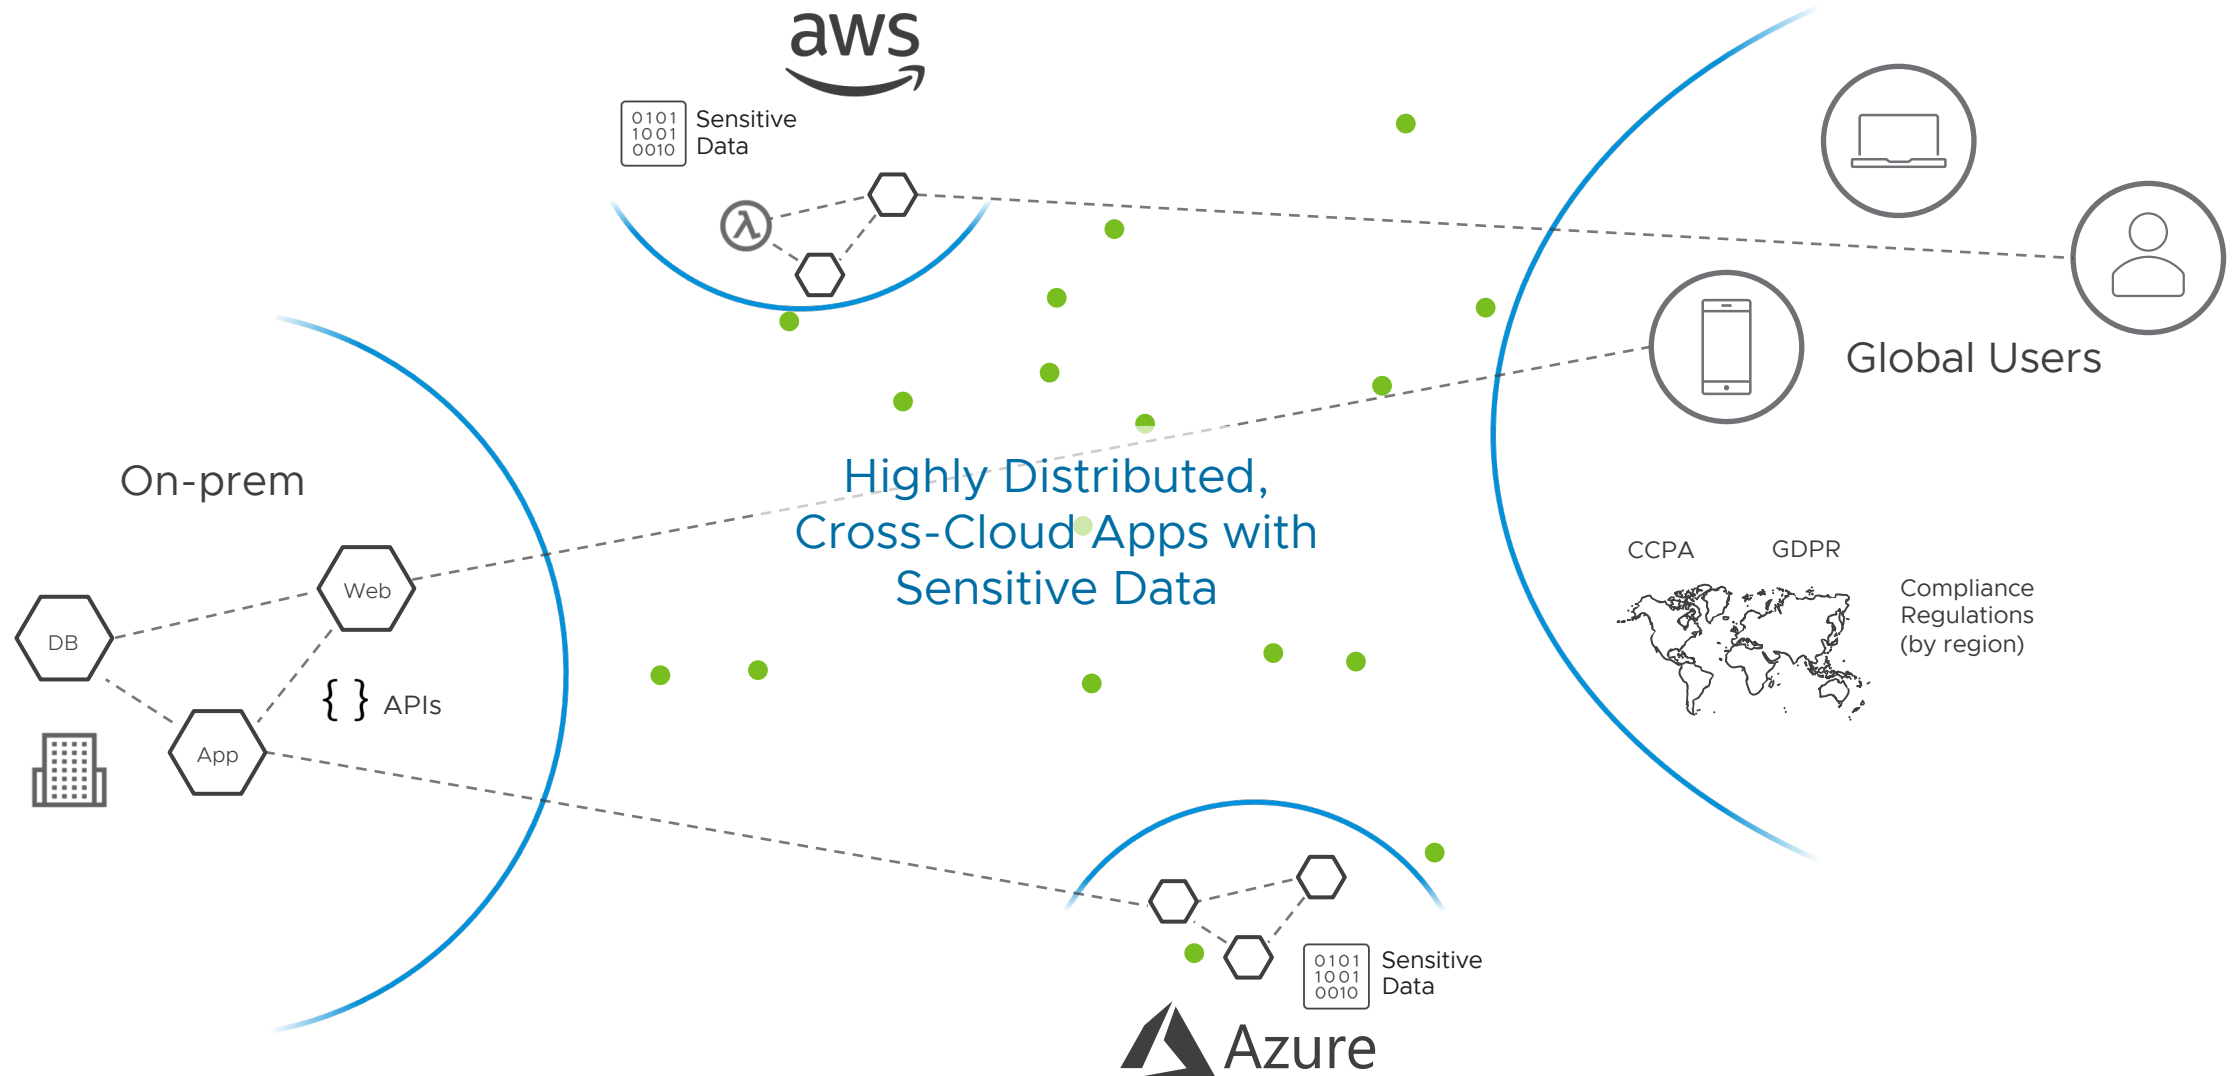 aws
0101
1001
0010
Sensitive
Data
Global Users
On-prem
Highly Distributed,
Cross-Cloud Apps with
Sensitive Data
CCPA
GDPR
Compliance
Regulations
(by region)
Web
DB
{ } APIs
App
0101
1001
0010
Sensitive
Data
Azure